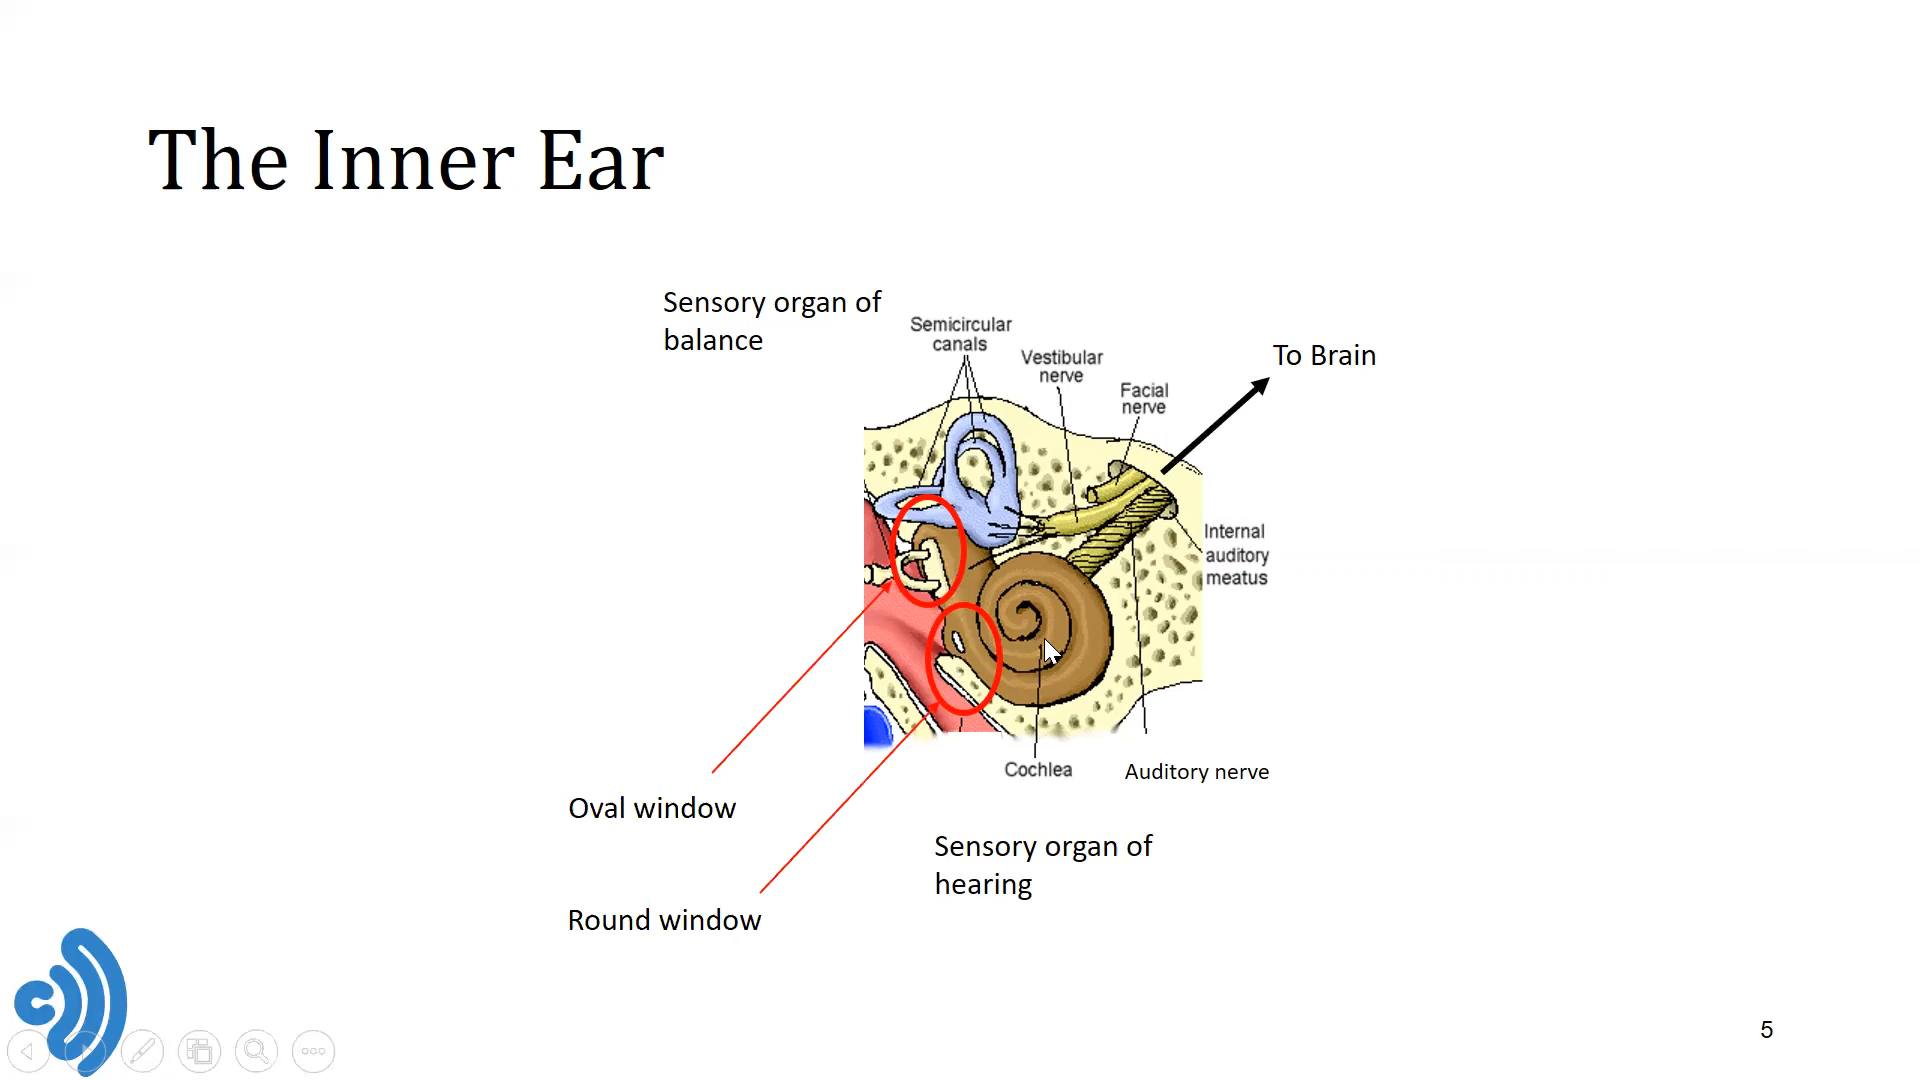 The Inner Ear
Sensory organ of
balance
Semicircular
canals
Vestibular
nerve
Facial
nerve
To Brain
Internal
auditory
meatus
Cochlea
Auditory nerve
Oval window
Sensory organ of
hearing
Round window
5